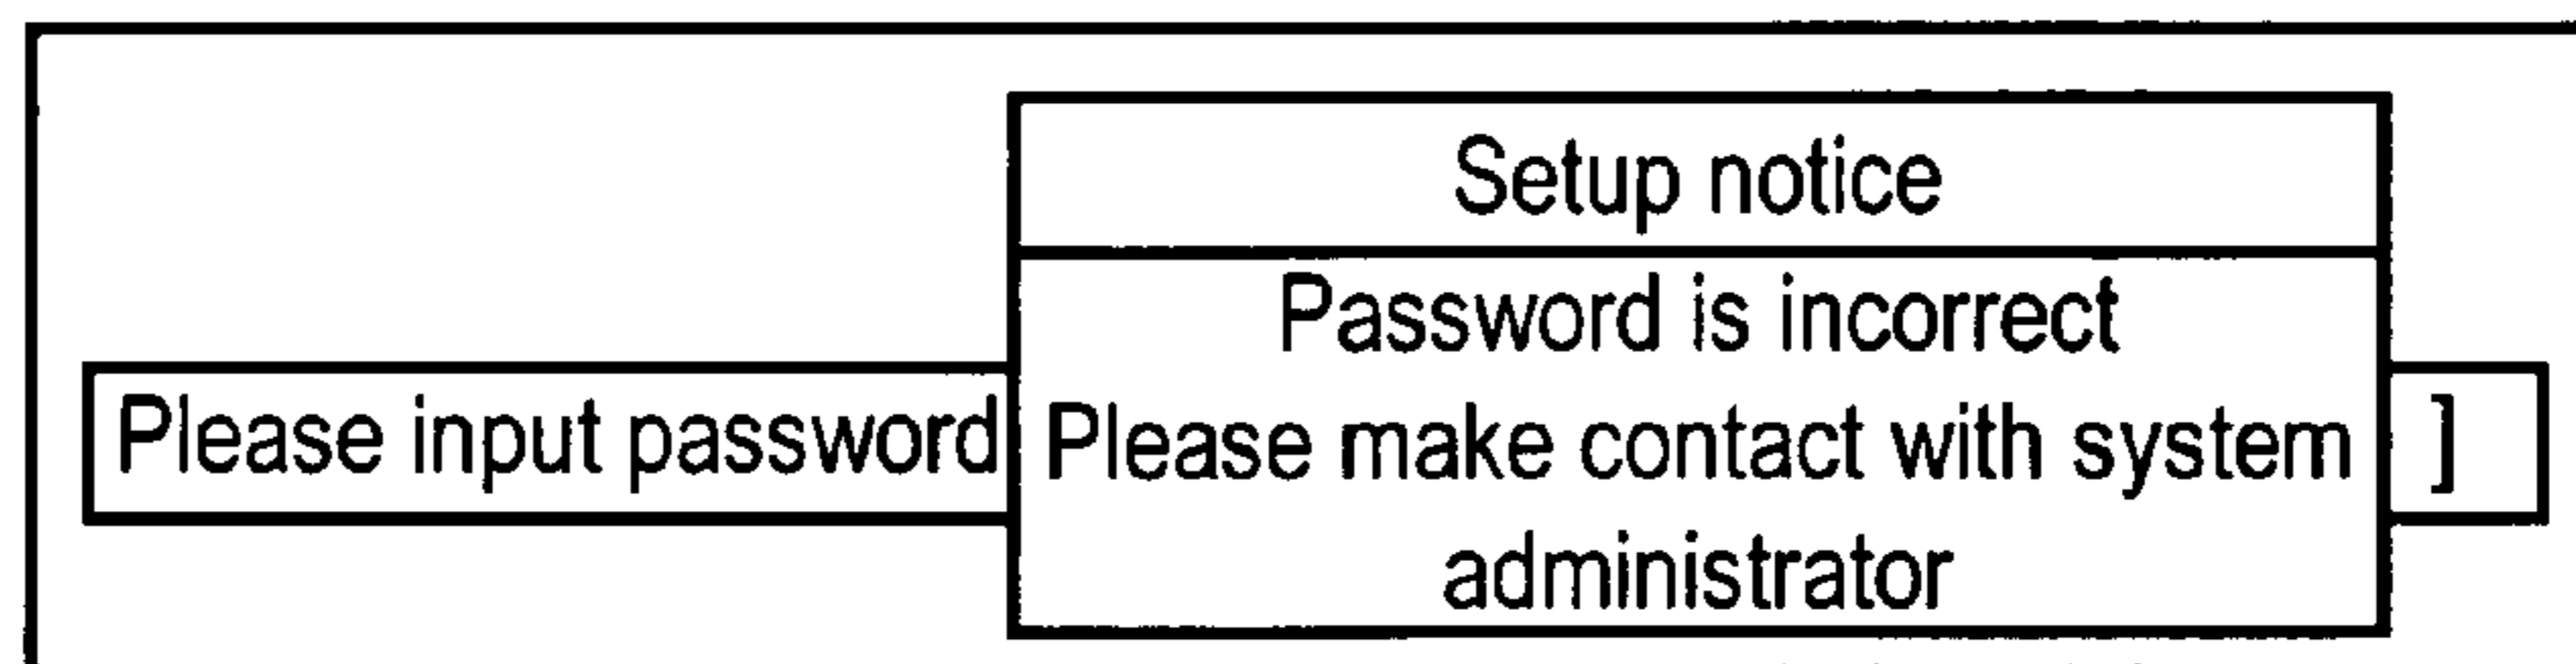 Setup notice
Password is incorrect
Please input password
Please make contact with system
]
administrator